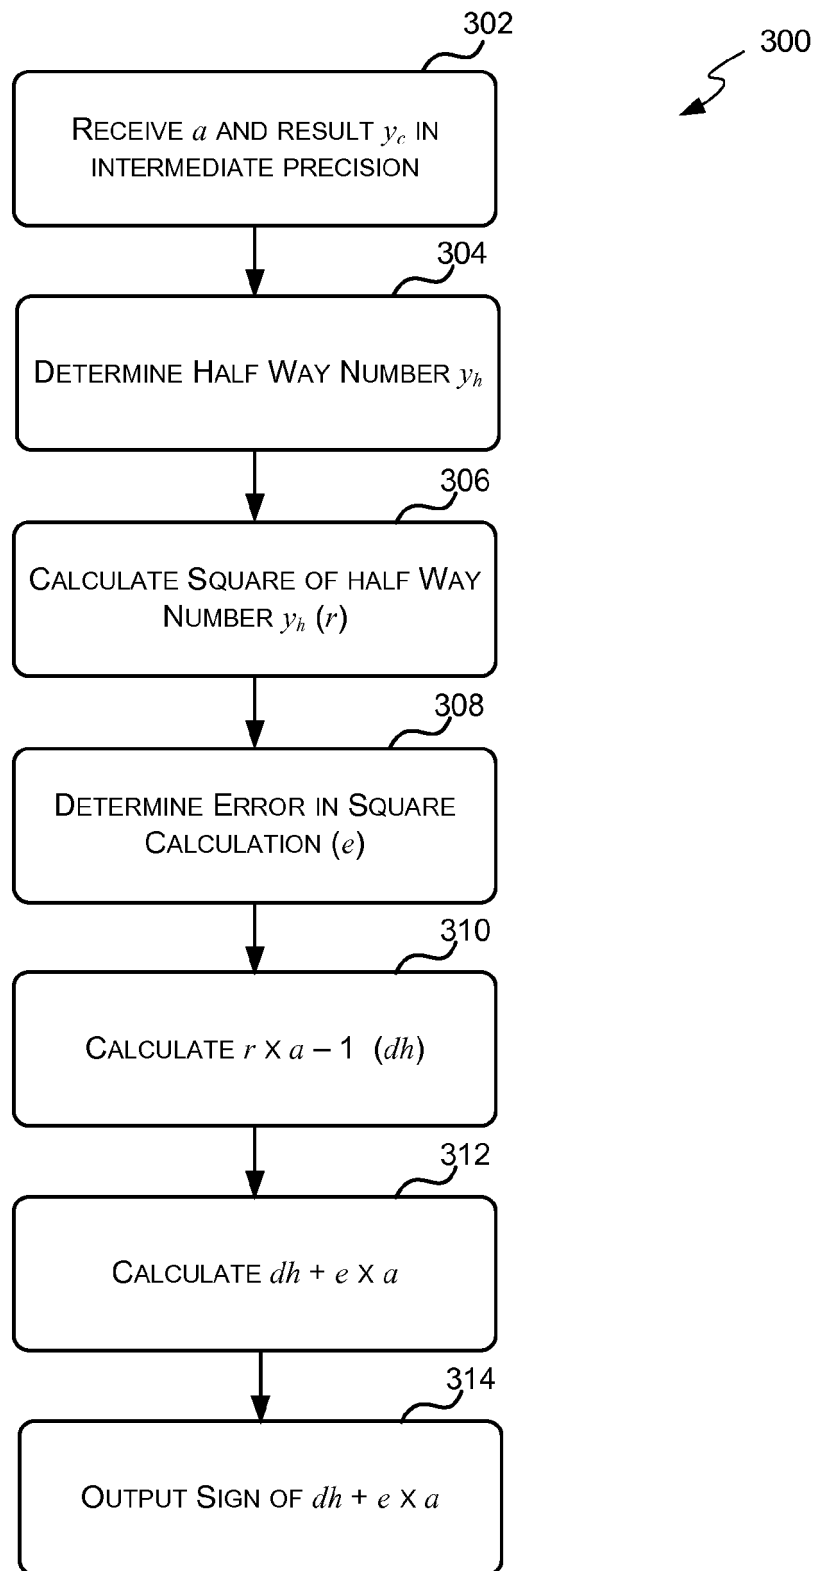 302
300
RECEIVE a AND RESULT yc IN
INTERMEDIATE PRECISION
304
DETERMINE HALF WAY NUMBER yh
306
CALCULATE SQUARE OF HALF WAY
NUMBER yh (r)
308
DETERMINE ERROR IN SQUARE
CALCULATION (e)
310
CALCULATE r X a – 1 (dh)
312
CALCULATE dh + e X a
314
OUTPUT SIGN OF dh + e X a